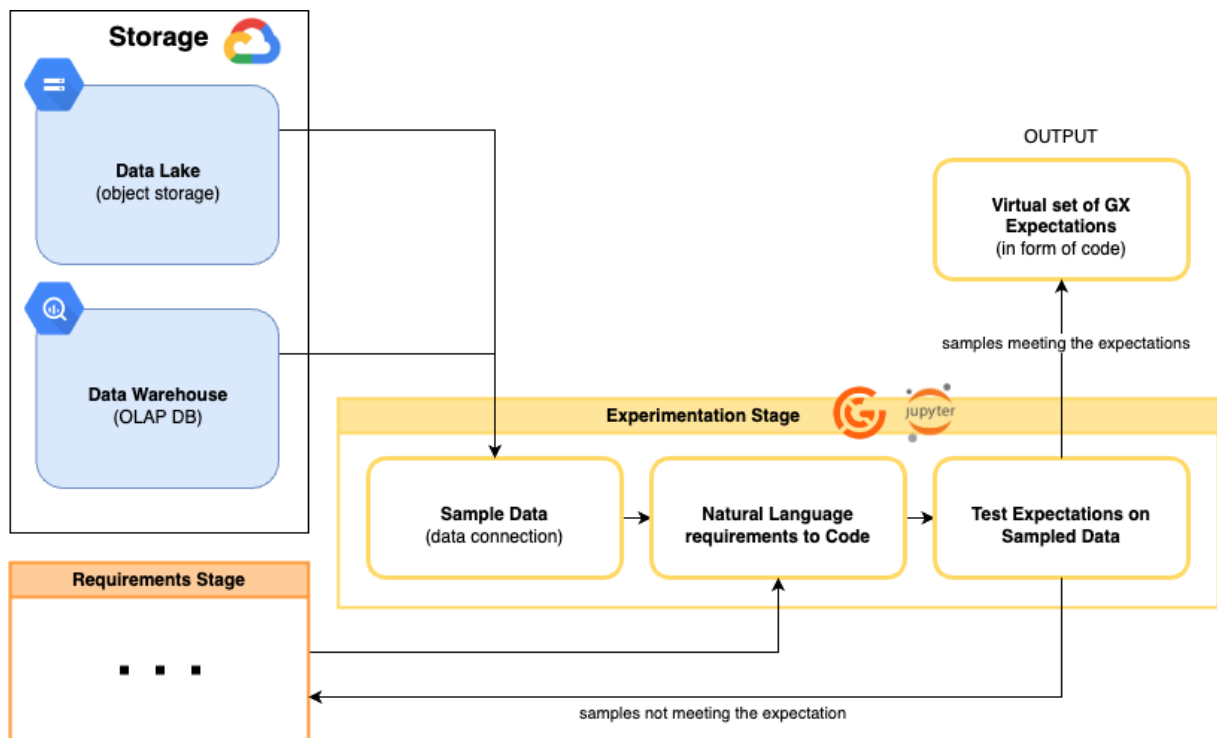 Storage
Data Lake
(object storage)
Data Warehouse
(OLAP DB)
OUTPUT
Virtual set of GX
Expectations
(in form of code)
samples meeting the expectations
Experimentation Stage
jupyter
Sample Data
(data connection)
Natural Language
requirements to Code
Test Expectations on
Sampled Data
Requirements Stage
. . .
samples not meeting the expectation